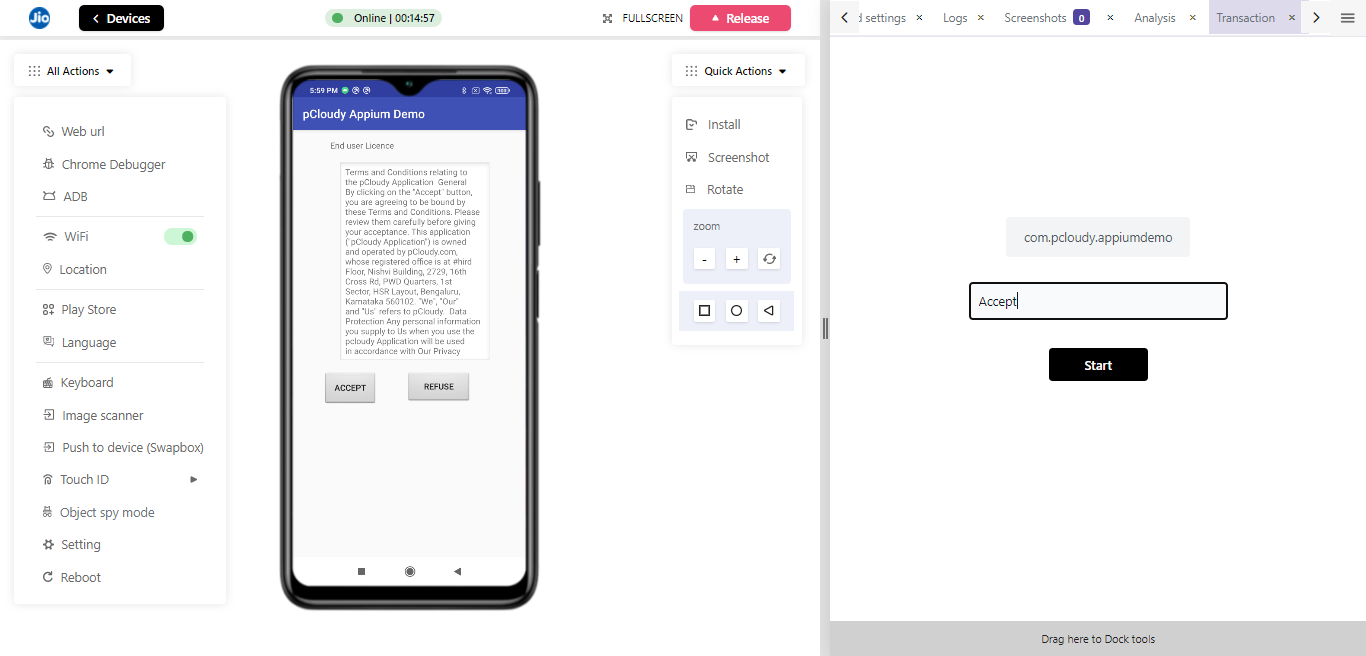 Jio
Devices
Online | 00:14:57
FULLSCREEN
Release
d settings
Logs
Screenshots 0
Analysis
Transaction
All Actions
Web url
Chrome Debugger
ADB
WiFi
Location
Play Store
Language
Keyboard
Image scanner
Push to device (Swapbox)
Touch ID
Object spy mode
Setting
Reboot
5:59 PM
pCloudy Appium Demo
End user Licence
Terms and Conditions relating to
the pCloudy Application General
By clicking on the "Accept" button,
you are agreeing to be bound by
these Terms and Conditions. Please
review them carefully before giving
your acceptance. This application
("pCloudy Application") is owned
and operated by pCloudy.com,
whose registered office is at #hird
Floor, Nishvi Building, 2729, 16th
Cross Rd, PWD Quarters, 1st
Sector, HSR Layout, Bengaluru,
Karnataka 560102. "We", "Our"
and "Us" refers to pCloudy. Data
Protection Any personal information
you supply to Us when you use the
pcloudy Application will be used
in accordance with Our Privacy
ACCEPT
REFUSE
Quick Actions
Install
Screenshot
Rotate
zoom
-
+
com.pcloudy.appiumdemo
Accept
Start
Drag here to Dock tools